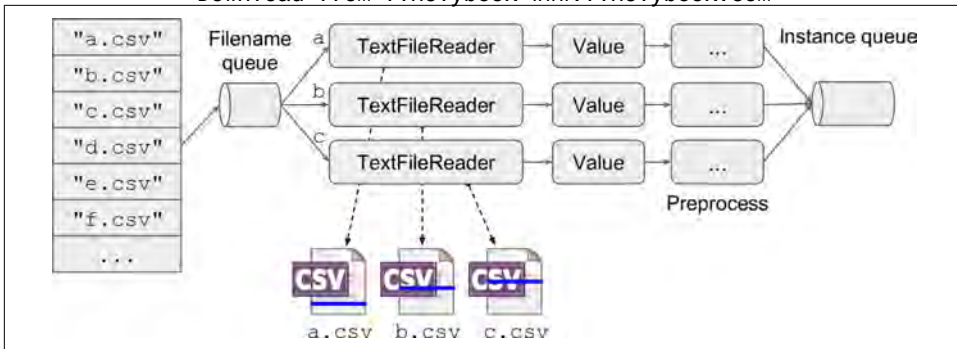 "a.csv"
"b.csv"
"c.csv"
"d.csv"
"e.csv"
"f.csv"
...
Filename
queue
a
TextFileReader
Value
...
b
TextFileReader
Value
...
c
TextFileReader
Value
...
Preprocess
Instance queue
CSV
CSV
CSV
a.csv
b.csv
c.csv